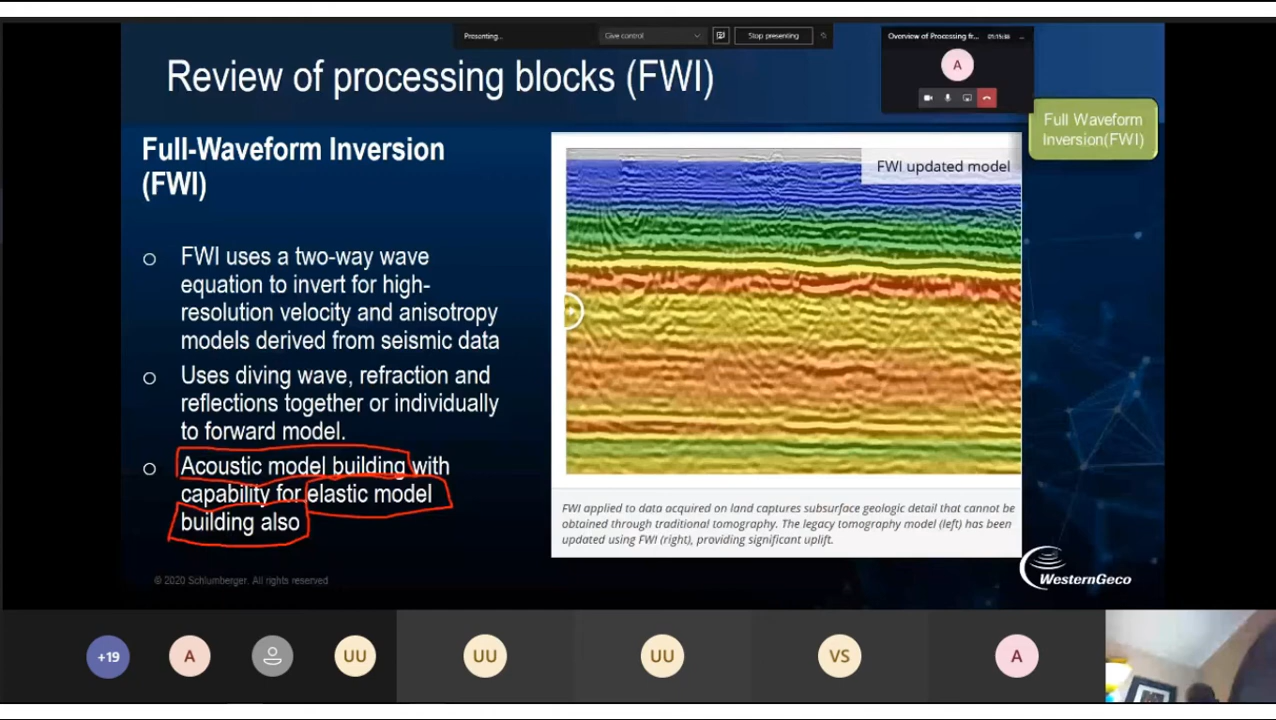 Presenting...
Give control
Stop presenting
Overview of Processing fr...
A
Review of processing blocks (FWI)
Full Waveform
Inversion(FWI)
Full-Waveform Inversion
(FWI)
FWI updated model
FWI uses a two-way wave
equation to invert for high-
resolution velocity and anisotropy
models derived from seismic data
Uses diving wave, refraction and
reflections together or individually
to forward model.
Acoustic model building with
capability for elastic model
building also
FWI applied to data acquired on land captures subsurface geologic detail that cannot be
obtained through traditional tomography. The legacy tomography model (left) has been
updated using FWI (right), providing significant uplift.
© 2020 Schlumberger. All rights reserved
WesternGeco
+19
A
UU
UU
UU
VS
A